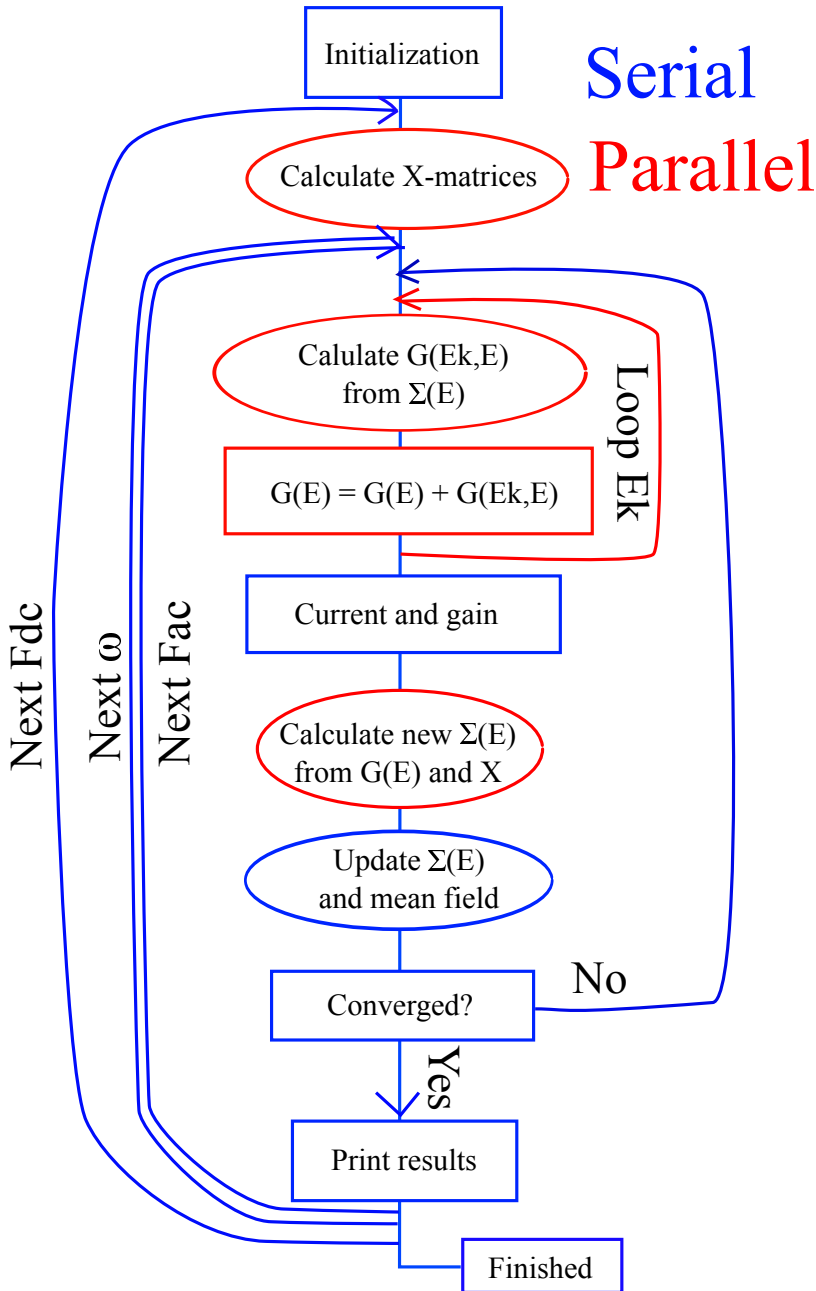 Initialization
Serial
Parallel
Calculate X-matrices
Calulate G(Ek,E)
from Σ(E)
Loop Ek
G(E) = G(E) + G(Ek,E)
Current and gain
Next Fdc
Next ω
Next Fac
Calculate new Σ(E)
from G(E) and X
Update Σ(E)
and mean field
Converged?
No
Yes
Print results
Finished